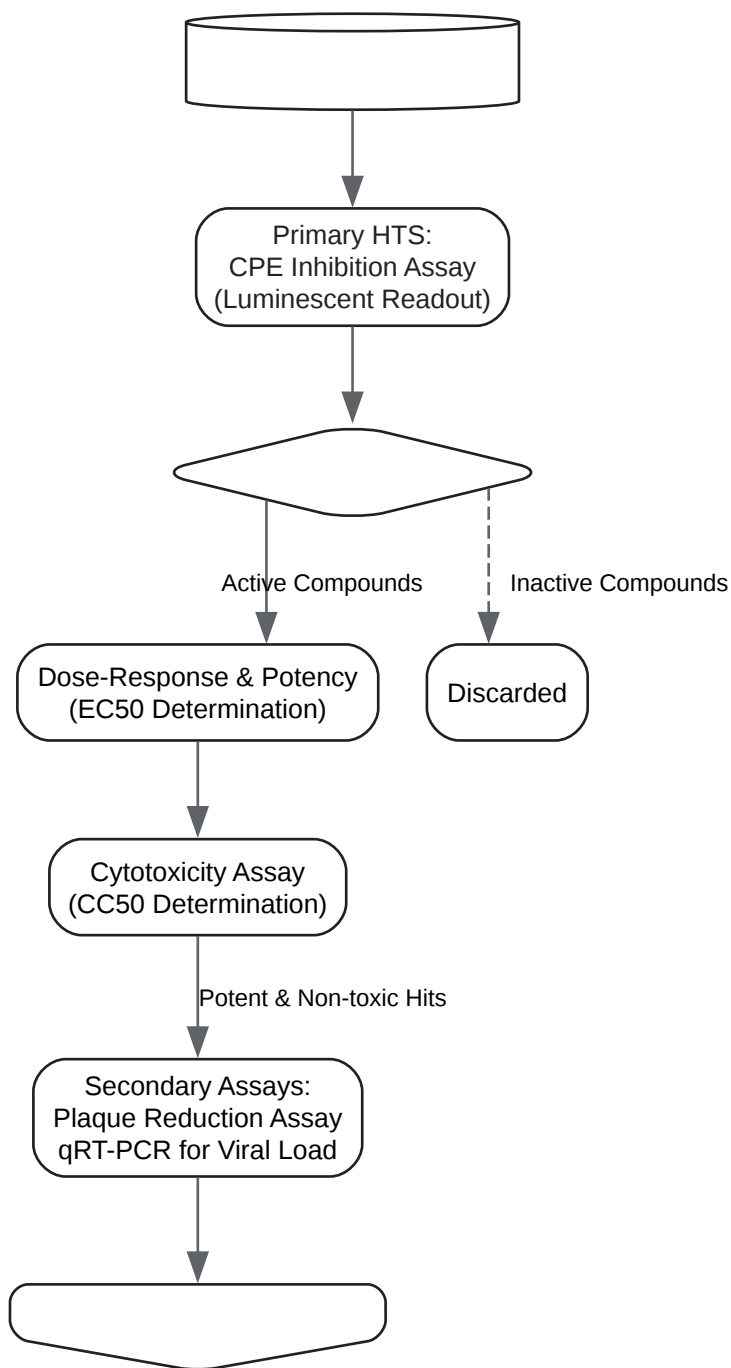 Primary HTS:
CPE Inhibition Assay
(Luminescent Readout)
Active Compounds
Inactive Compounds
Dose-Response & Potency
(EC50 Determination)
Discarded
Cytotoxicity Assay
(CC50 Determination)
Potent & Non-toxic Hits
Secondary Assays:
Plaque Reduction Assay
qRT-PCR for Viral Load